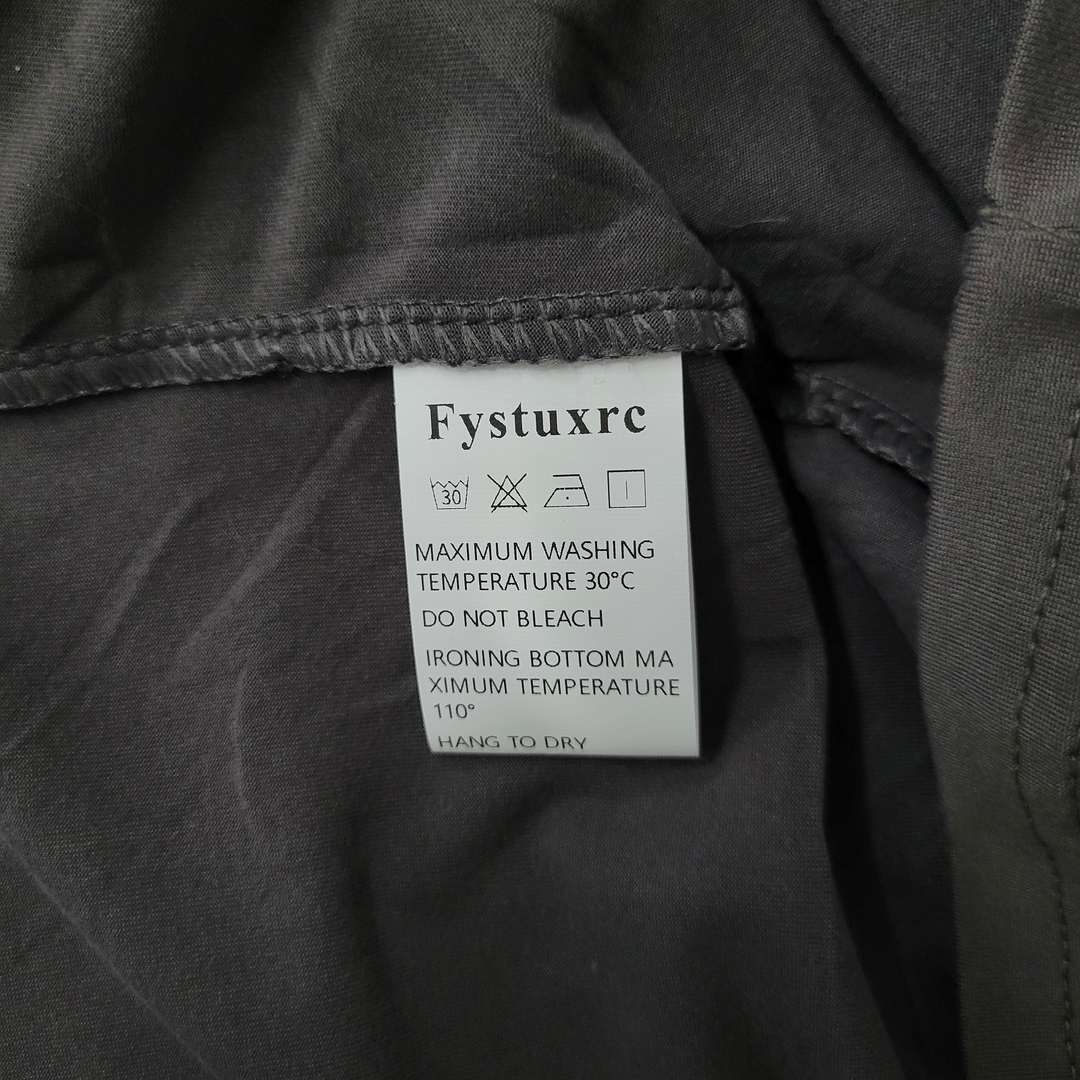 Fystuxrc
30
MAXIMUM WASHING
TEMPERATURE 30°C
DO NOT BLEACH
IRONING BOTTOM MA
XIMUM TEMPERATURE
110°
HANG TO DRY